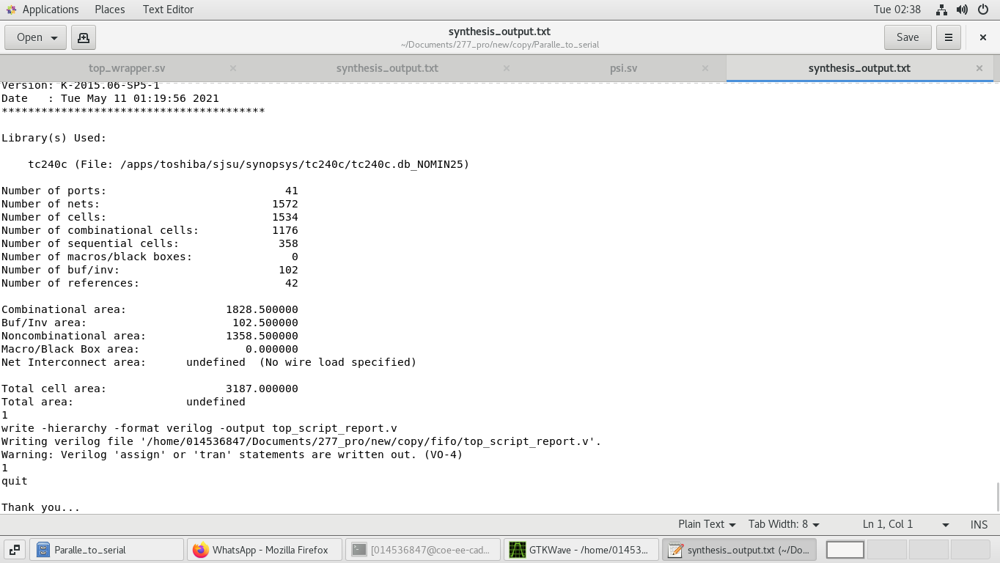 Applications Places Text Editor Tue 02:38
Open synthesis_output.txt Save
~/Documents/277_pro/new/copy/Paralle_to_serial
top_wrapper.sv synthesis_output.txt psi.sv synthesis_output.txt
Version: K-2015.06-SP5-1
Date   : Tue May 11 01:19:56 2021
****************************************
Library(s) Used:
    tc240c (File: /apps/toshiba/sjsu/synopsys/tc240c/tc240c.db_NOMIN25)
Number of ports:                           41
Number of nets:                          1572
Number of cells:                         1534
Number of combinational cells:           1176
Number of sequential cells:               358
Number of macros/black boxes:               0
Number of buf/inv:                        102
Number of references:                      42
Combinational area:               1828.500000
Buf/Inv area:                      102.500000
Noncombinational area:            1358.500000
Macro/Black Box area:                0.000000
Net Interconnect area:      undefined  (No wire load specified)
Total cell area:                  3187.000000
Total area:                 undefined
1
write -hierarchy -format verilog -output top_script_report.v
Writing verilog file '/home/014536847/Documents/277_pro/new/copy/fifo/top_script_report.v'.
Warning: Verilog 'assign' or 'tran' statements are written out. (VO-4)
1
quit
Thank you...
Plain Text Tab Width: 8 Ln 1, Col 1 INS
Paralle_to_serial WhatsApp - Mozilla Firefox [014536847@coe-ee-cad... GTKWave - /home/01453... synthesis_output.txt (~/Do...